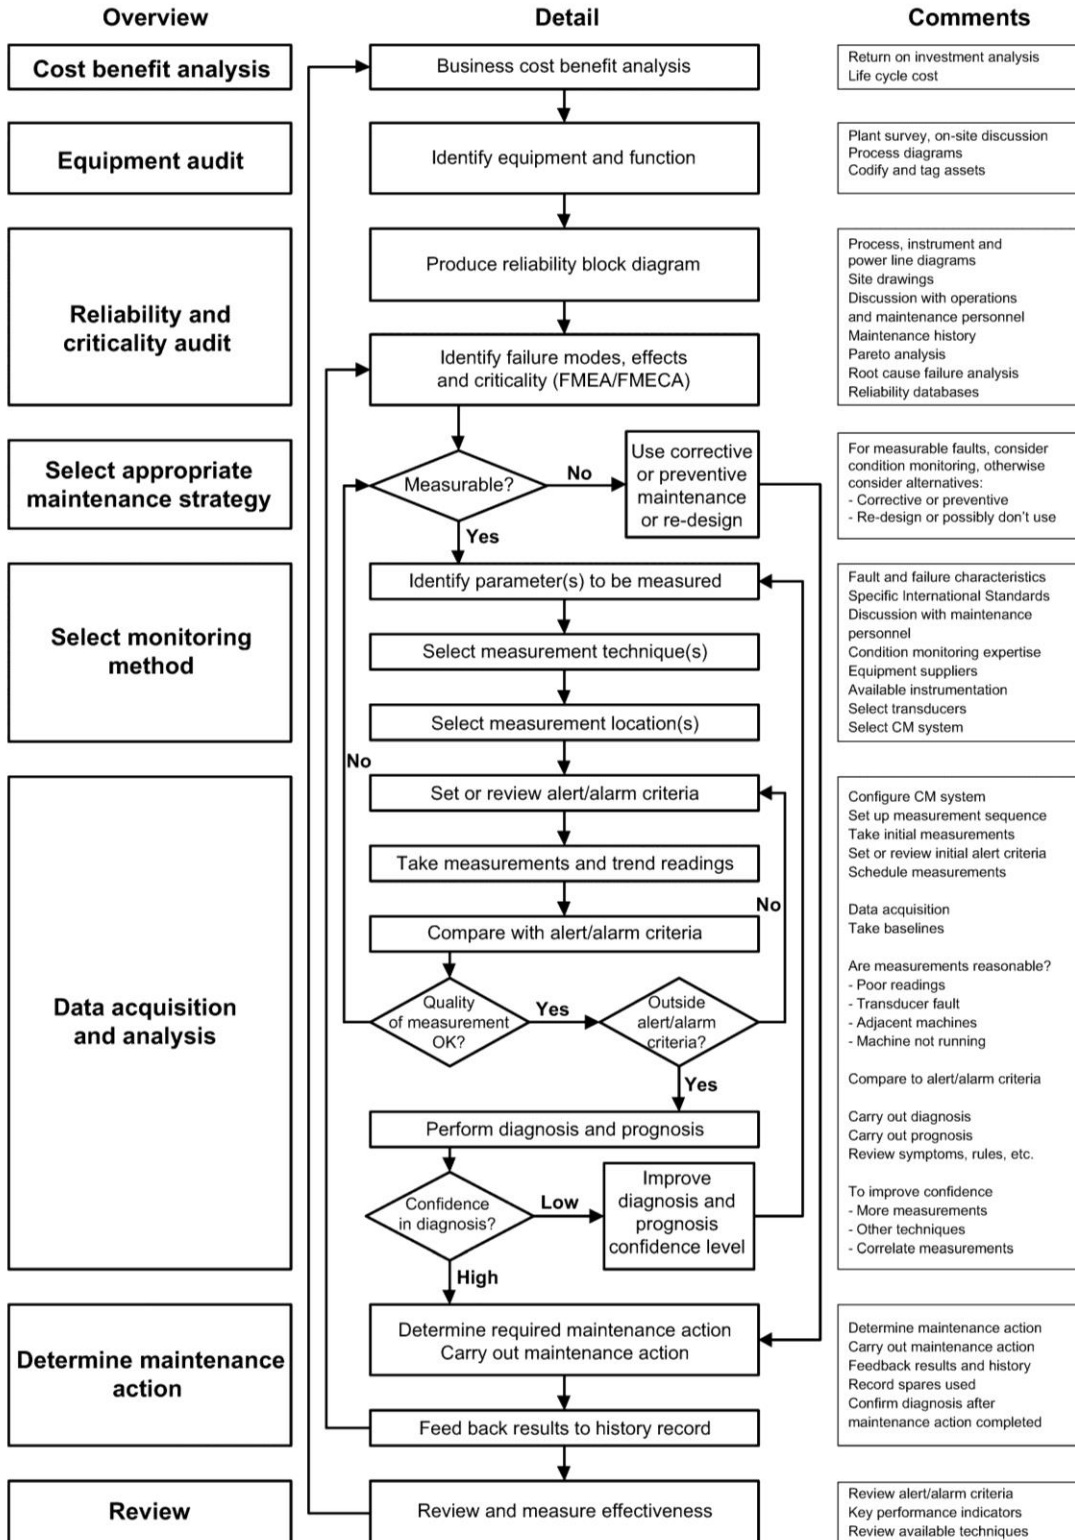 Overview
Detail
Comments
Cost benefit analysis
Business cost benefit analysis
Return on investment analysis
Life cycle cost
Equipment audit
Identify equipment and function
Plant survey, on-site discussion
Process diagrams
Codify and tag assets
Reliability and
criticality audit
Produce reliability block diagram
Identify failure modes, effects
and criticality (FMEA/FMECA)
Process, instrument and
power line diagrams
Site drawings
Discussion with operations
and maintenance personnel
Maintenance history
Pareto analysis
Root cause failure analysis
Reliability databases
Select appropriate
maintenance strategy
Measurable?
No
Use corrective
or preventive
maintenance
or re-design
Yes
For measurable faults, consider
condition monitoring, otherwise
consider alternatives:
- Corrective or preventive
- Re-design or possibly don't use
Select monitoring
method
Identify parameter(s) to be measured
Select measurement technique(s)
Select measurement location(s)
Fault and failure characteristics
Specific International Standards
Discussion with maintenance
personnel
Condition monitoring expertise
Equipment suppliers
Available instrumentation
Select transducers
Select CM system
Data acquisition
and analysis
No
Set or review alert/alarm criteria
Take measurements and trend readings
No
Compare with alert/alarm criteria
Quality
of measurement
OK?
Yes
Outside
alert/alarm
criteria?
Yes
Perform diagnosis and prognosis
Confidence
in diagnosis?
Low
Improve
diagnosis and
prognosis
confidence level
High
Configure CM system
Set up measurement sequence
Take initial measurements
Set or review initial alert criteria
Schedule measurements
Data acquisition
Take baselines
Are measurements reasonable?
- Poor readings
- Transducer fault
- Adjacent machines
- Machine not running
Compare to alert/alarm criteria
Carry out diagnosis
Carry out prognosis
Review symptoms, rules, etc.
To improve confidence
- More measurements
- Other techniques
- Correlate measurements
Determine maintenance
action
Determine required maintenance action
Carry out maintenance action
Feed back results to history record
Determine maintenance action
Carry out maintenance action
Feedback results and history
Record spares used
Confirm diagnosis after
maintenance action completed
Review
Review and measure effectiveness
Review alert/alarm criteria
Key performance indicators
Review available techniques